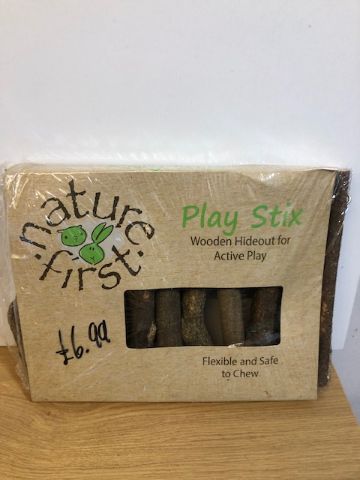 nature
first
Play Stix
Wooden Hideout for
Active Play
£6.99
Flexible and Safe
to Chew